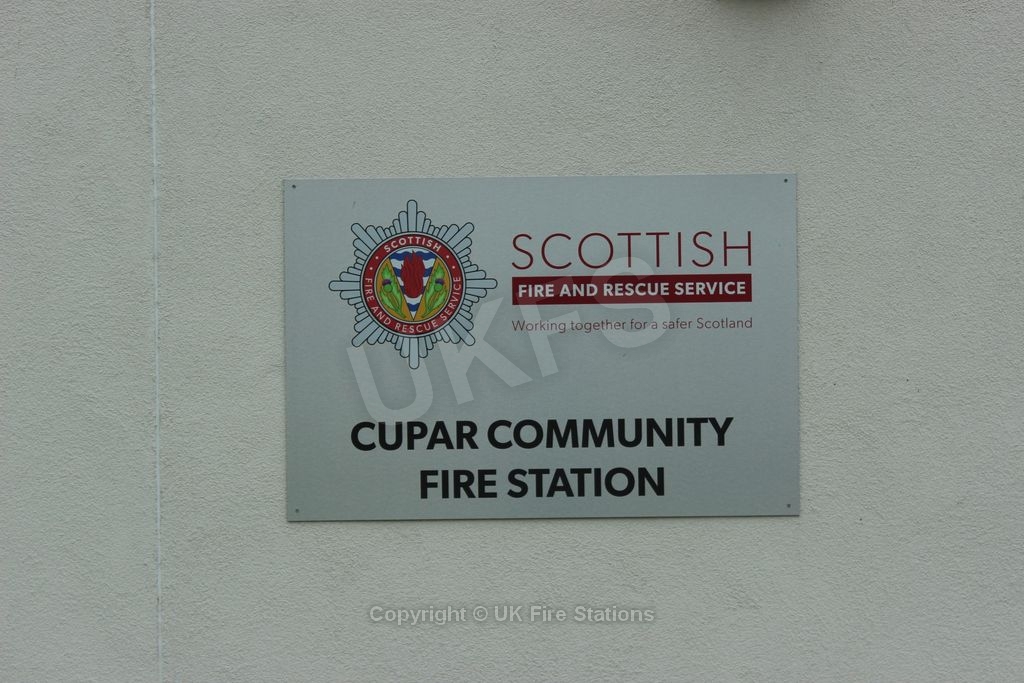 SCOTTISH
FIRE AND RESCUE SERVICE
SCOTTISH
FIRE AND RESCUE SERVICE
Working together for a safer Scotland
UKFS
CUPAR COMMUNITY
FIRE STATION
Copyright © UK Fire Stations